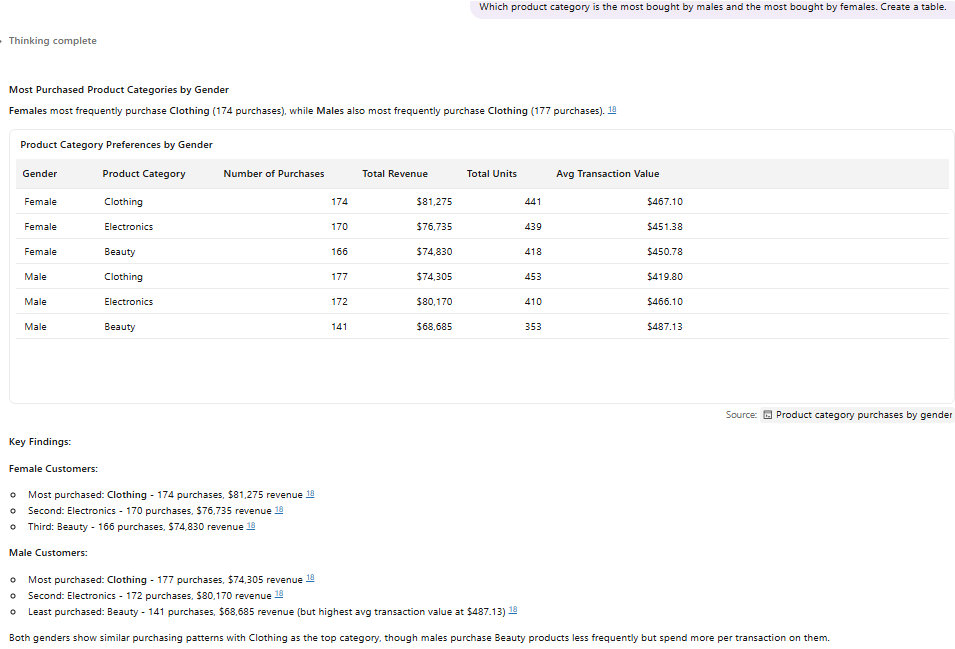 Which product category is the most bought by males and the most bought by females. Create a table.
Thinking complete
Most Purchased Product Categories by Gender
Females most frequently purchase Clothing (174 purchases), while Males also most frequently purchase Clothing (177 purchases). 18
Product Category Preferences by Gender
Gender Product Category Number of Purchases Total Revenue Total Units Avg Transaction Value
Female Clothing 174 $81,275 441 $467.10
Female Electronics 170 $76,735 439 $451.38
Female Beauty 166 $74,830 418 $450.78
Male Clothing 177 $74,305 453 $419.80
Male Electronics 172 $80,170 410 $466.10
Male Beauty 141 $68,685 353 $487.13
Source: Product category purchases by gender
Key Findings:
Female Customers:
Most purchased: Clothing - 174 purchases, $81,275 revenue 18
Second: Electronics - 170 purchases, $76,735 revenue 18
Third: Beauty - 166 purchases, $74,830 revenue 18
Male Customers:
Most purchased: Clothing - 177 purchases, $74,305 revenue 18
Second: Electronics - 172 purchases, $80,170 revenue 18
Least purchased: Beauty - 141 purchases, $68,685 revenue (but highest avg transaction value at $487.13) 18
Both genders show similar purchasing patterns with Clothing as the top category, though males purchase Beauty products less frequently but spend more per transaction on them.